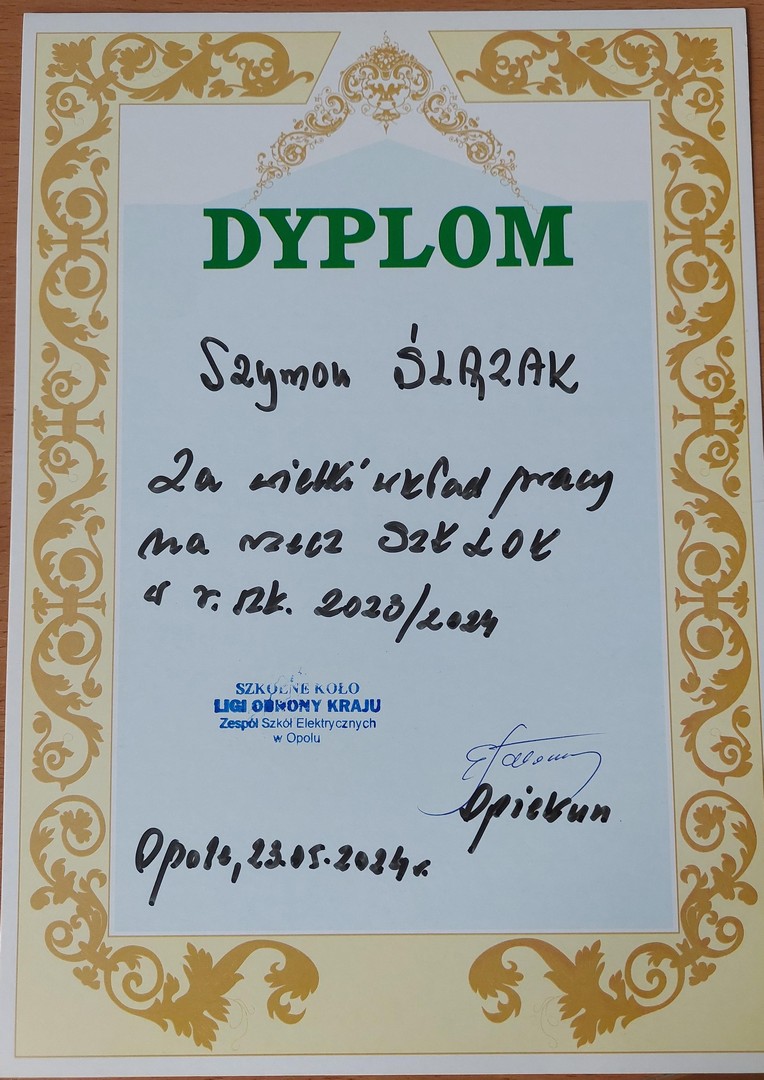 DYPLOM
Szymon ŚLĄZAK
Za wielki wkład pracy
na rzecz SZK LOK
w r. szk. 2023/2024
SZKOLNE KOŁO
LIGI OBRONY KRAJU
Zespół Szkół Elektrycznych
w Opolu
Opiekun
Opole, 23.05.2024r.